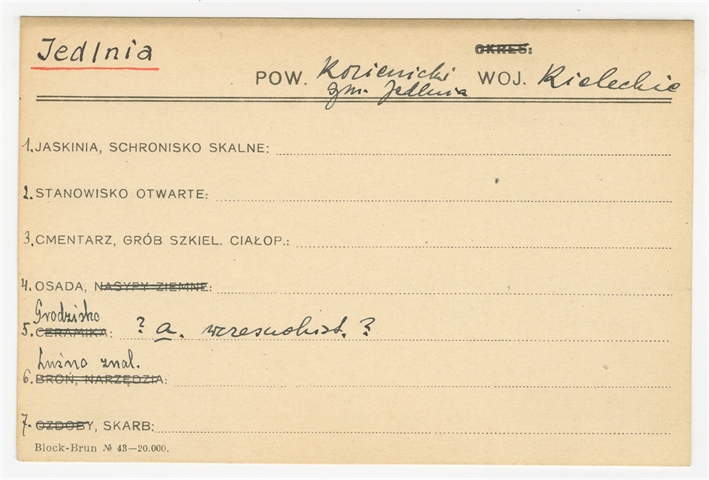 Jedlnia
OKRES:
POW. Kozienicki WOJ. Kieleckie
gm. Jedlnia
1. JASKINIA, SCHRONISKO SKALNE:
2. STANOWISKO OTWARTE:
3. CMENTARZ, GRÓB SZKIEL. CIAŁOP.:
4. OSADA, NASYPY ZIEMNE:
Grodzisko
5. CERAMIKA: ? a. wczesnohist. ?
Luźno znal.
6. BROŃ, NARZĘDZIA:
7. OZDOBY, SKARB:
Block-Brun № 43—20.000.